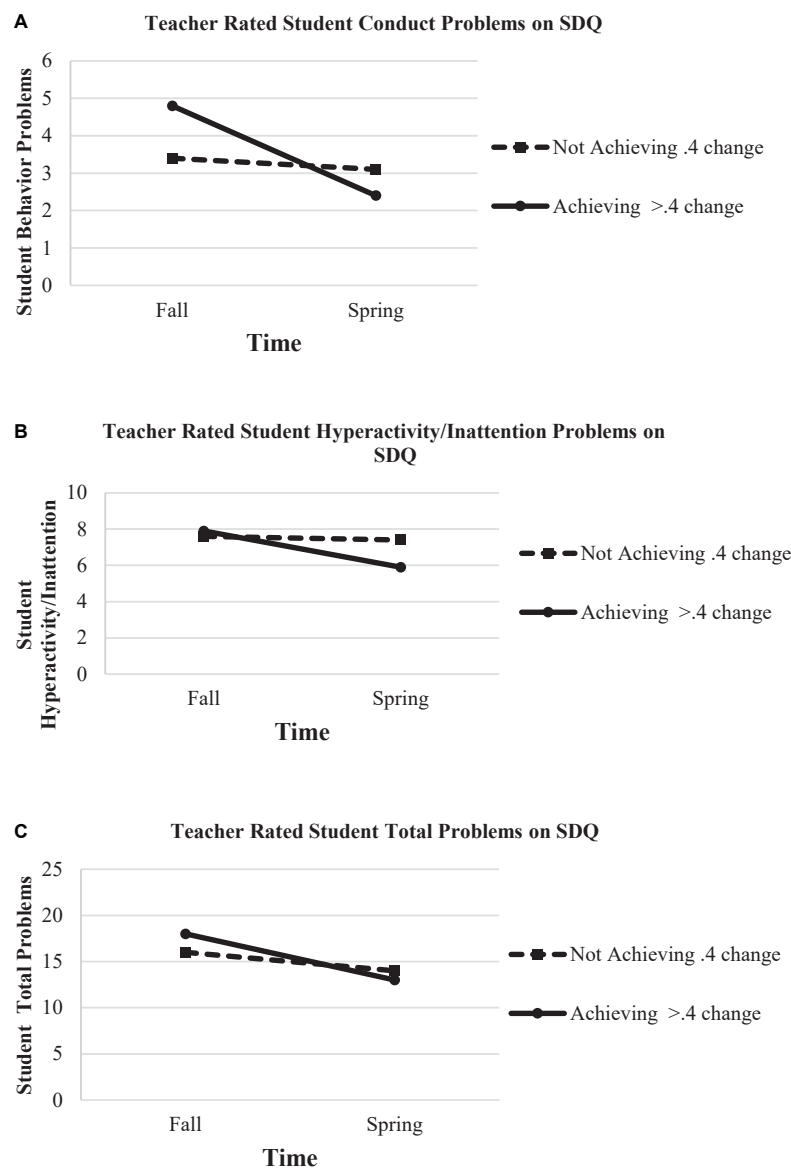 A
Teacher Rated Student Conduct Problems on SDQ
Student Behavior Problems
6
5
4
3
2
1
0
Fall
Spring
Time
Not Achieving .4 change
Achieving >.4 change
B
Teacher Rated Student Hyperactivity/Inattention Problems on
SDQ
Student
Hyperactivity/Inattention
10
8
6
4
2
0
Fall
Spring
Time
Not Achieving .4 change
Achieving >.4 change
C
Teacher Rated Student Total Problems on SDQ
Student Total Problems
25
20
15
10
5
0
Fall
Spring
Time
Not Achieving .4 change
Achieving >.4 change